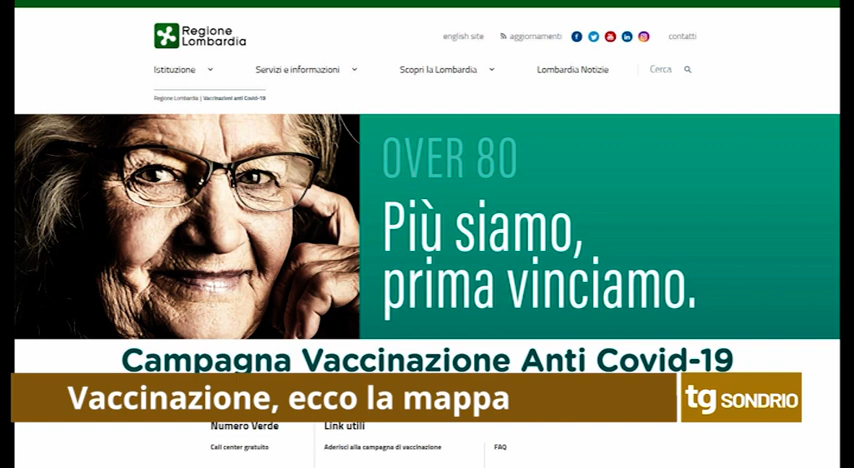 Regione
Lombardia
english site
aggiornamenti
contatti
Istituzione
Servizi e informazioni
Scopri la Lombardia
Lombardia Notizie
Cerca
Regione Lombardia | Vaccinazioni anti Covid-19
OVER 80
Più siamo,
prima vinciamo.
Campagna Vaccinazione Anti Covid-19
Vaccinazione, ecco la mappa
tg SONDRIO
Numero Verde
Link utili
Call center gratuito
Aderisci alla campagna di vaccinazione
FAQ